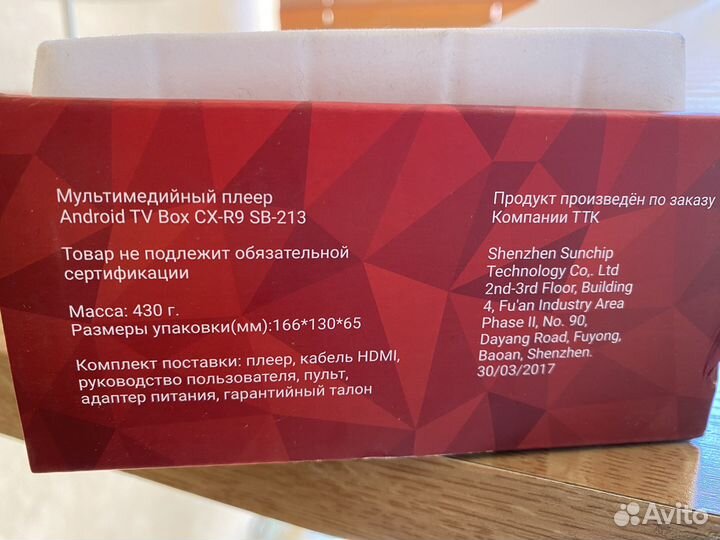 Мультимедийный плеер
Android TV Box CX-R9 SB-213
Товар не подлежит обязательной
сертификации
Масса: 430 г.
Размеры упаковки(мм):166*130*65
Комплект поставки: плеер, кабель HDMI,
руководство пользователя, пульт,
адаптер питания, гарантийный талон
Продукт произведён по заказу
Компании ТТК
Shenzhen Sunchip
Technology Co,. Ltd
2nd-3rd Floor, Building
4, Fu'an Industry Area
Phase II, No. 90,
Dayang Road, Fuyong,
Baoan, Shenzhen.
30/03/2017
Avito